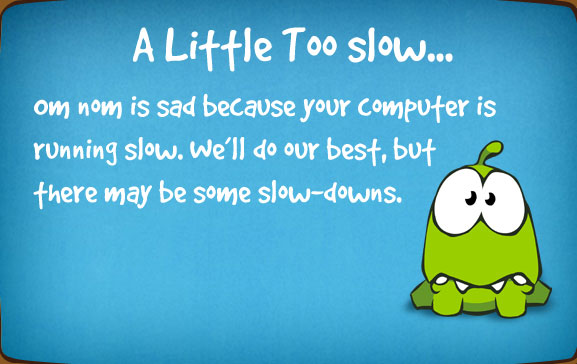 A Little Too slow...
Om nom is sad because your computer is
running slow. We'll do our best, but
there may be some slow-downs.